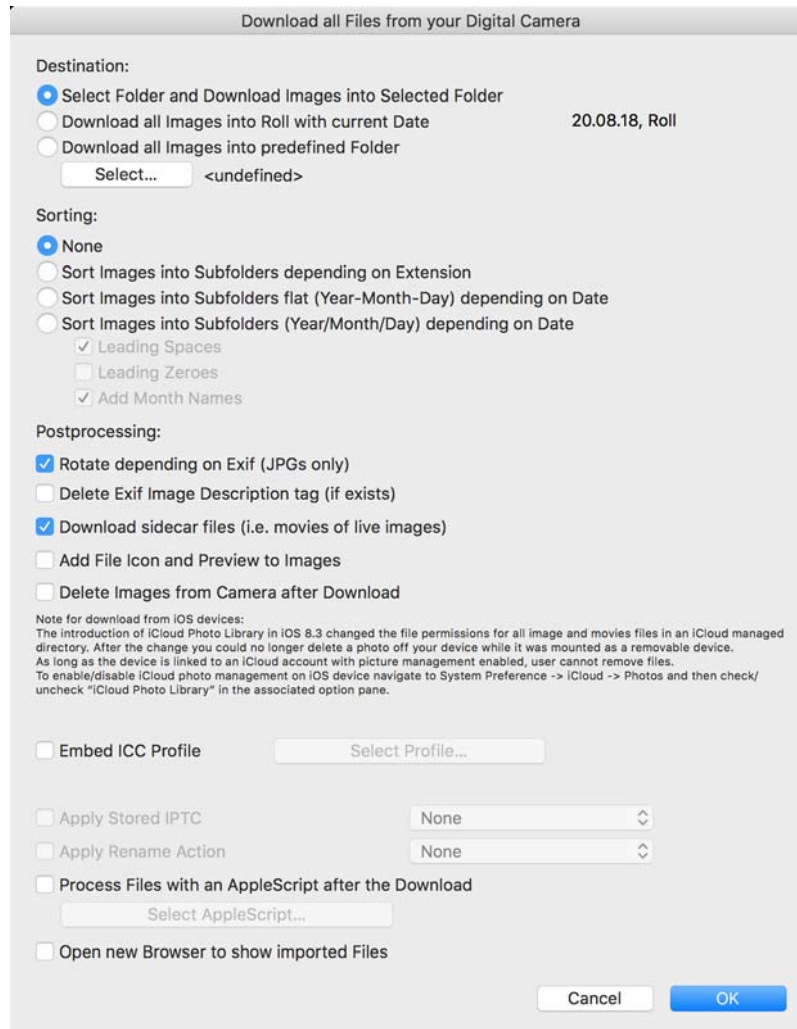 Download all Files from your Digital Camera
Destination:
Select Folder and Download Images into Selected Folder
Download all Images into Roll with current Date 20.08.18, Roll
Download all Images into predefined Folder
Select... <undefined>
Sorting:
None
Sort Images into Subfolders depending on Extension
Sort Images into Subfolders flat (Year-Month-Day) depending on Date
Sort Images into Subfolders (Year/Month/Day) depending on Date
Leading Spaces
Leading Zeroes
Add Month Names
Postprocessing:
Rotate depending on Exif (JPGs only)
Delete Exif Image Description tag (if exists)
Download sidecar files (i.e. movies of live images)
Add File Icon and Preview to Images
Delete Images from Camera after Download
Note for download from iOS devices:
The introduction of iCloud Photo Library in iOS 8.3 changed the file permissions for all image and movies files in an iCloud managed
directory. After the change you could no longer delete a photo off your device while it was mounted as a removable device.
As long as the device is linked to an iCloud account with picture management enabled, user cannot remove files.
To enable/disable iCloud photo management on iOS device navigate to System Preference -> iCloud -> Photos and then check/
uncheck “iCloud Photo Library” in the associated option pane.
Embed ICC Profile Select Profile...
Apply Stored IPTC None
Apply Rename Action None
Process Files with an AppleScript after the Download
Select AppleScript...
Open new Browser to show imported Files
Cancel OK